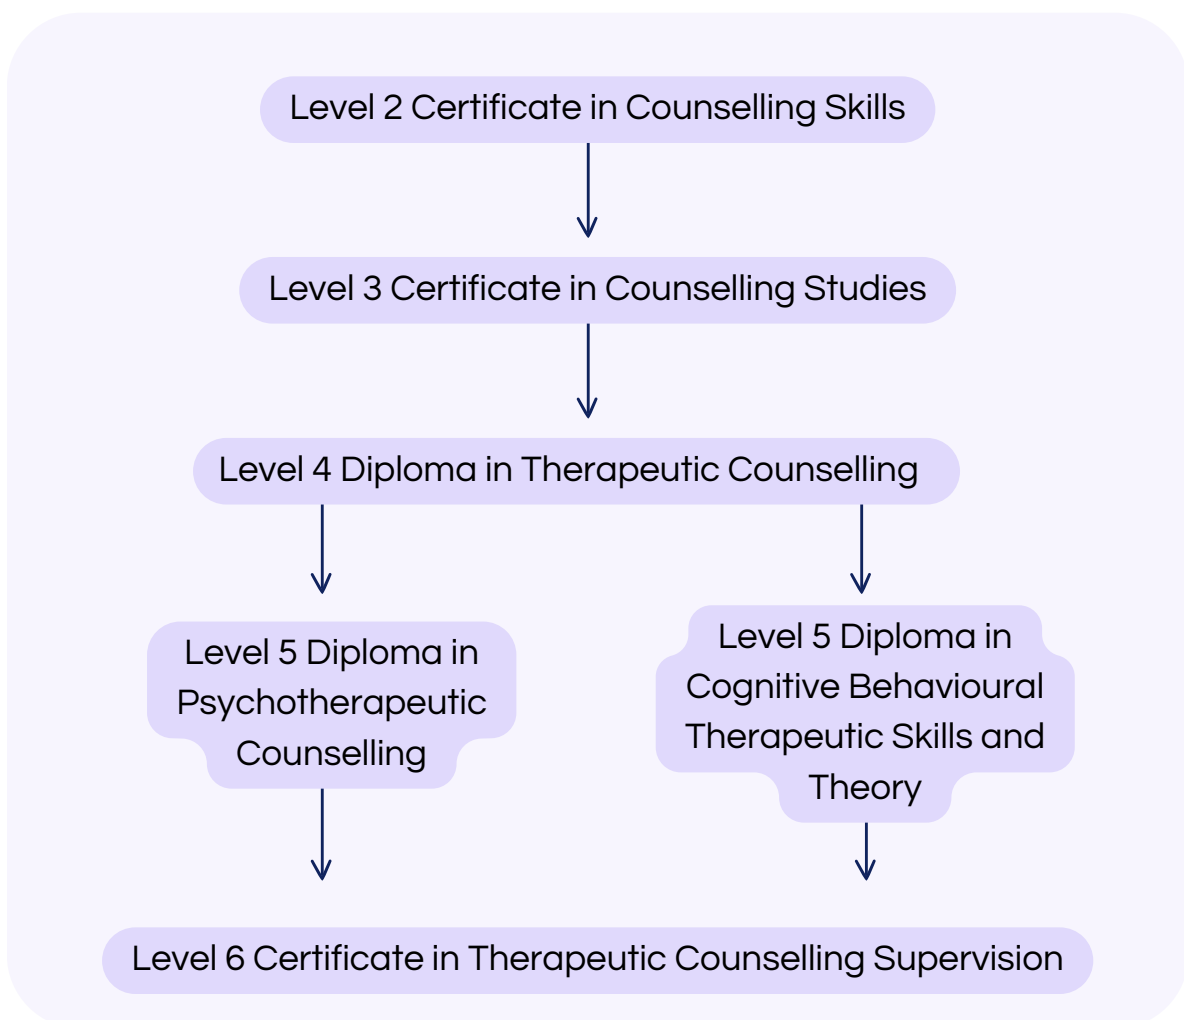 Level 2 Certificate in Counselling Skills
Level 3 Certificate in Counselling Studies
Level 4 Diploma in Therapeutic Counselling
Level 5 Diploma in
Psychotherapeutic
Counselling
Level 5 Diploma in
Cognitive Behavioural
Therapeutic Skills and
Theory
Level 6 Certificate in Therapeutic Counselling Supervision